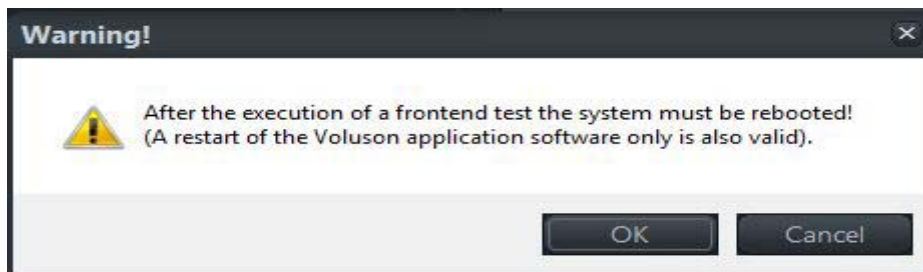 Warning!
After the execution of a frontend test the system must be rebooted!
(A restart of the Voluson application software only is also valid).
OK
Cancel